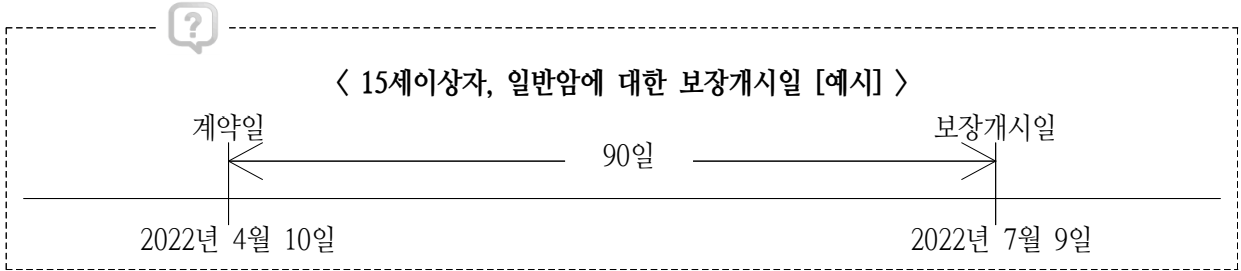 ?
< 15세이상자, 일반암에 대한 보장개시일 [예시] >
계약일 보장개시일
90일
2022년 4월 10일 2022년 7월 9일